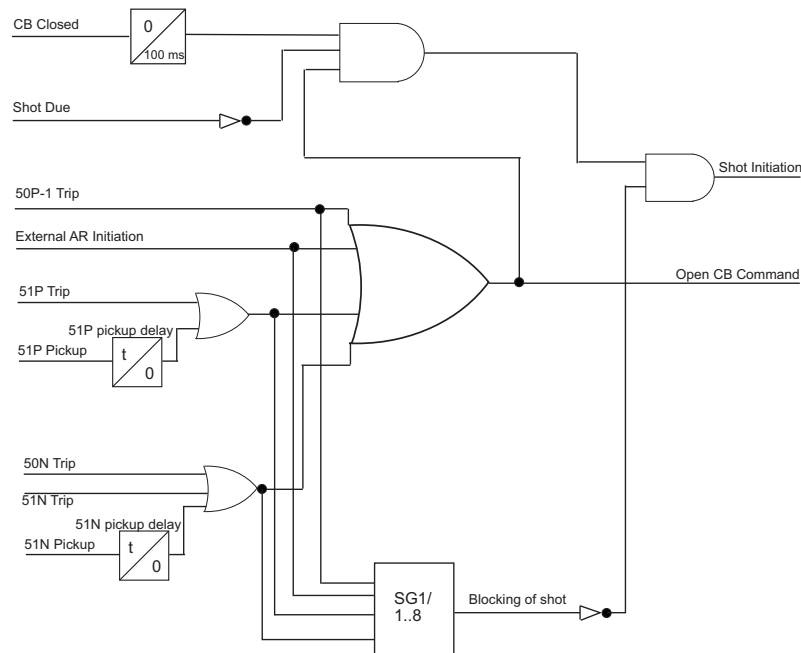 CB Closed
0
100 ms
Shot Due
Shot Initiation
50P-1 Trip
External AR Initiation
Open CB Command
51P Trip
51P pickup delay
51P Pickup
t
0
50N Trip
51N Trip
51N pickup delay
51N Pickup
t
0
SG1/
1..8
Blocking of shot